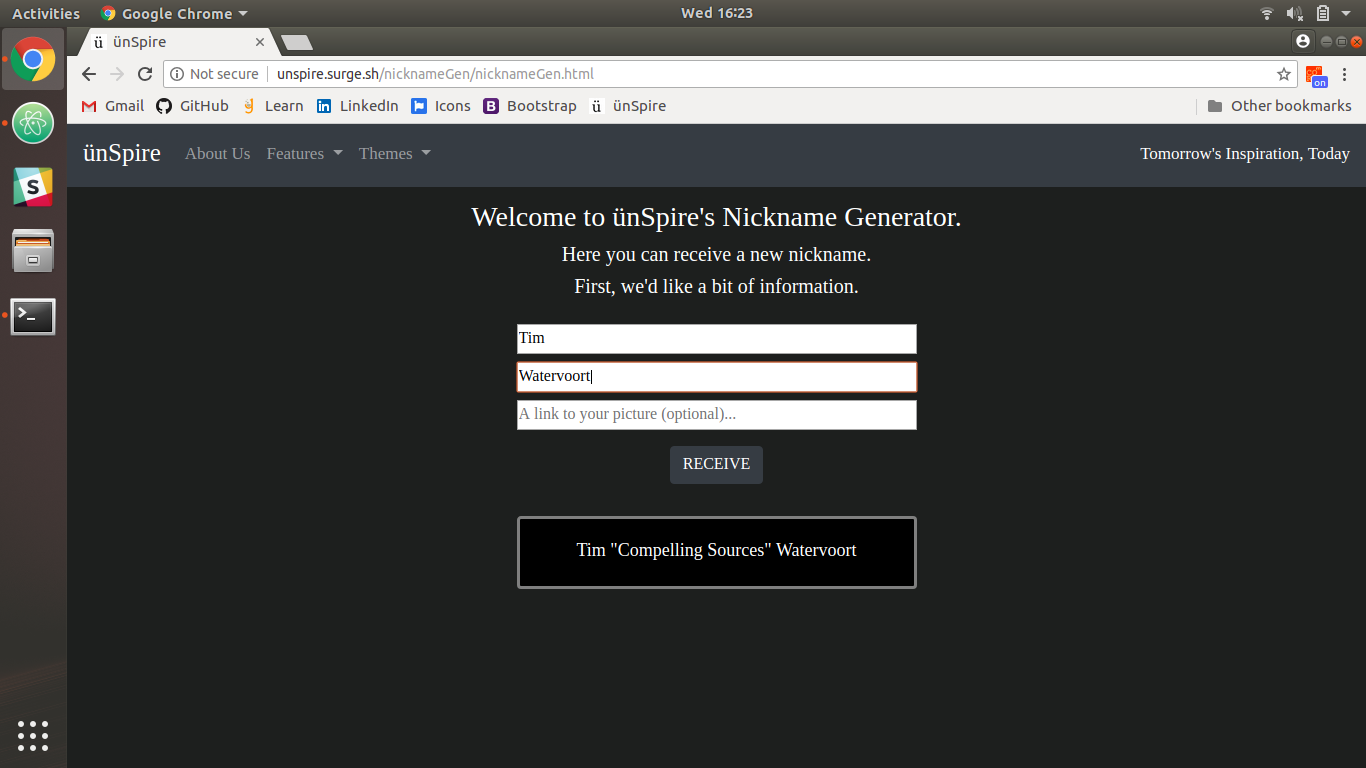 Activities Google Chrome Wed 16:23
ünSpire
Not secure unspire.surge.sh/nicknameGen/nicknameGen.html
on
Gmail GitHub Learn LinkedIn Icons B Bootstrap ü ünSpire Other bookmarks
ünSpire About Us Features Themes Tomorrow's Inspiration, Today
Welcome to ünSpire's Nickname Generator.
Here you can receive a new nickname.
First, we'd like a bit of information.
Tim
Watervoort
A link to your picture (optional)...
RECEIVE
Tim "Compelling Sources" Watervoort